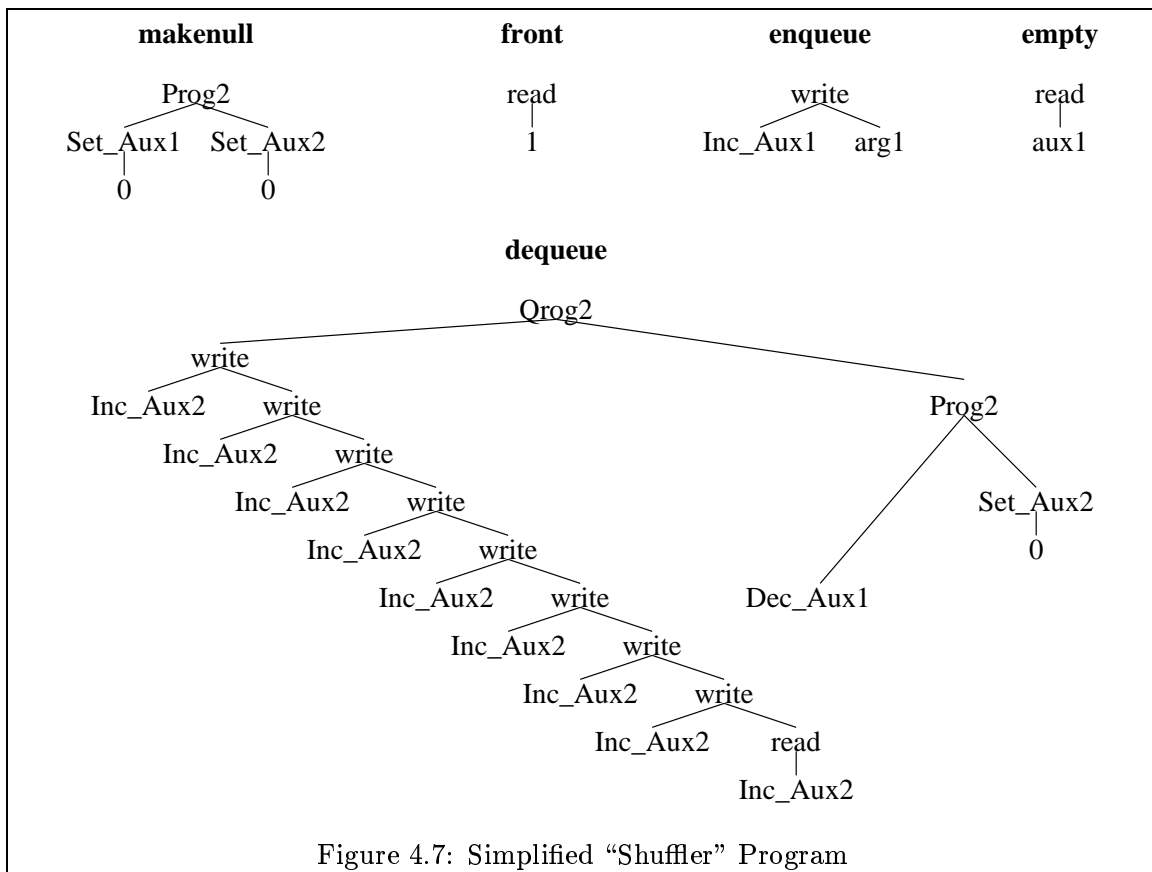 makenull front enqueue empty
Prog2 read write read
Set_Aux1 Set_Aux2 1 Inc_Aux1 arg1 aux1
0 0
dequeue
Qrog2
write
Inc_Aux2 write Prog2
Inc_Aux2 write
Inc_Aux2 write Set_Aux2
Inc_Aux2 write 0
Inc_Aux2 write Dec_Aux1
Inc_Aux2 write
Inc_Aux2 write
Inc_Aux2 read
Inc_Aux2
Figure 4.7: Simplified “Shuffler” Program